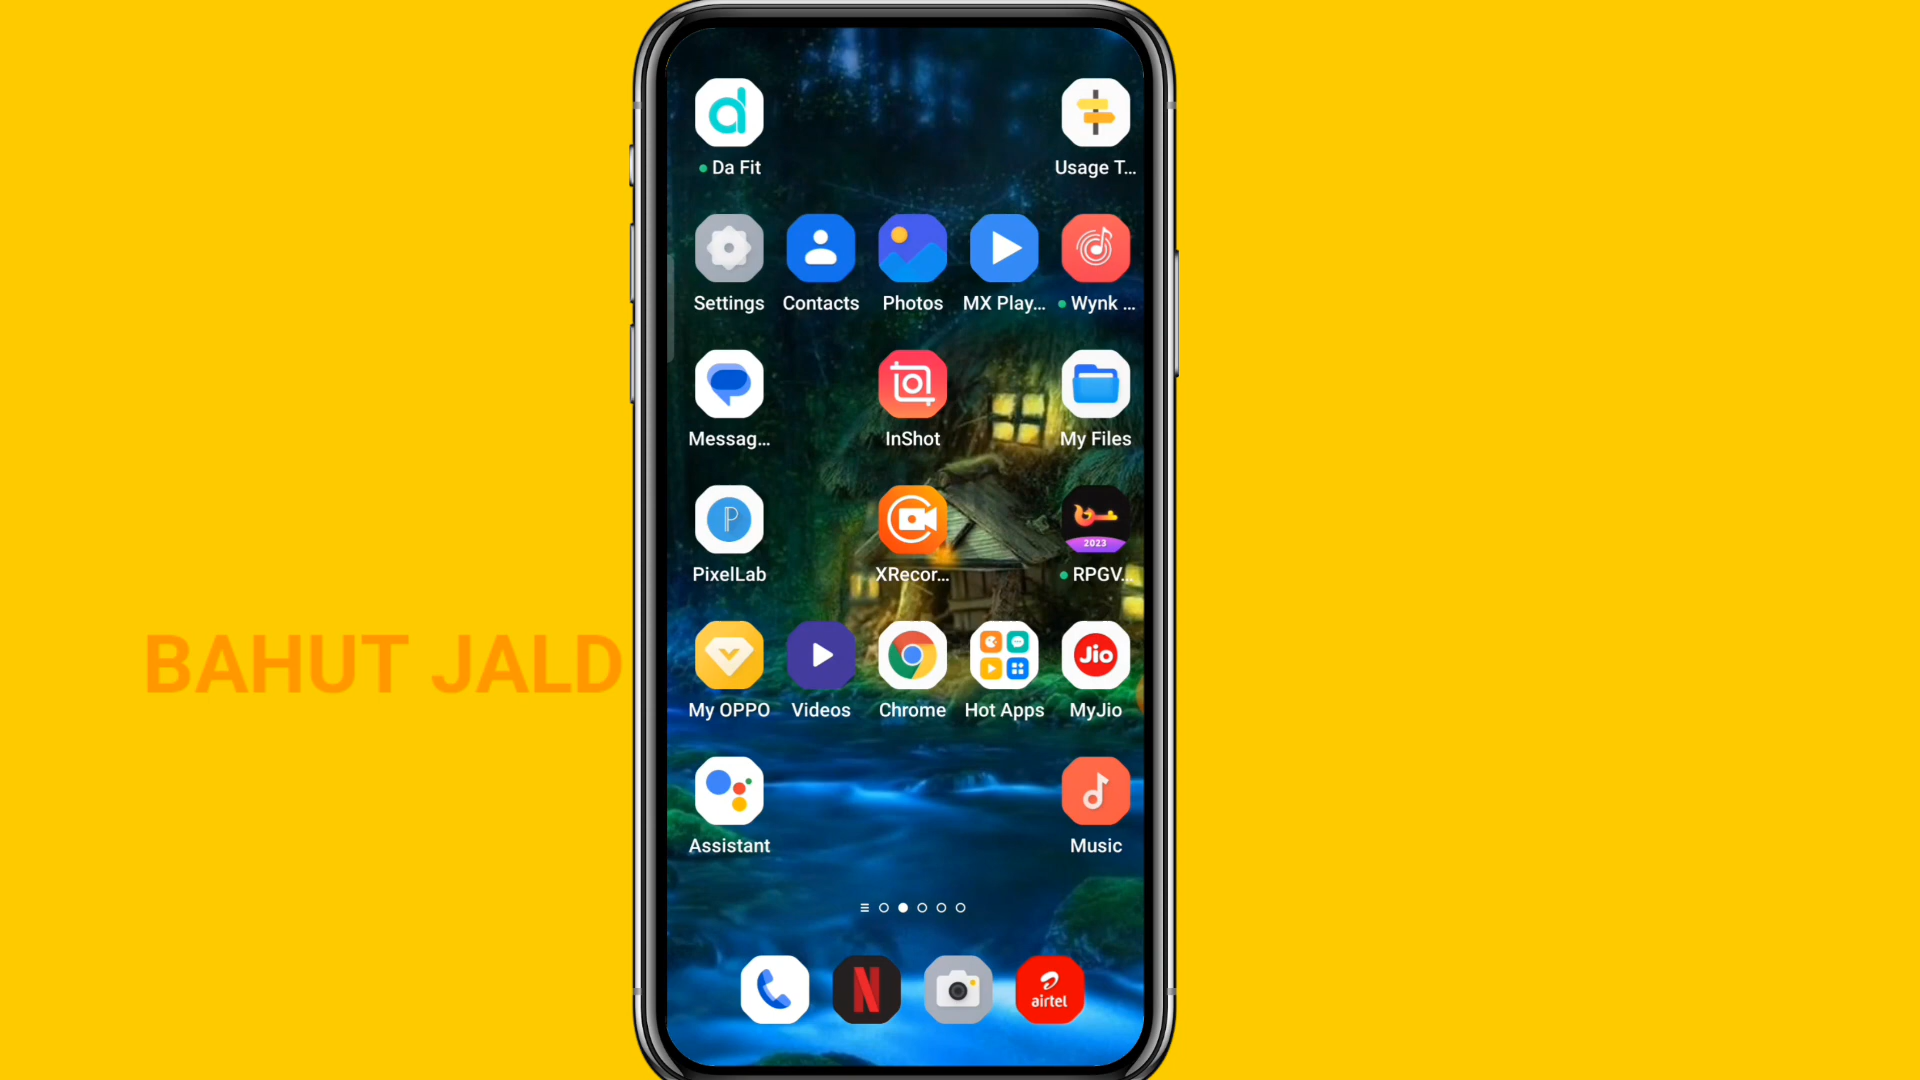 Da Fit
Usage T...
Settings Contacts Photos MX Play... Wynk ...
Messag... InShot My Files
2023
PixelLab XRecor... RPGV...
BAHUT JALD
Jio
My OPPO Videos Chrome Hot Apps MyJio
Assistant Music
airtel